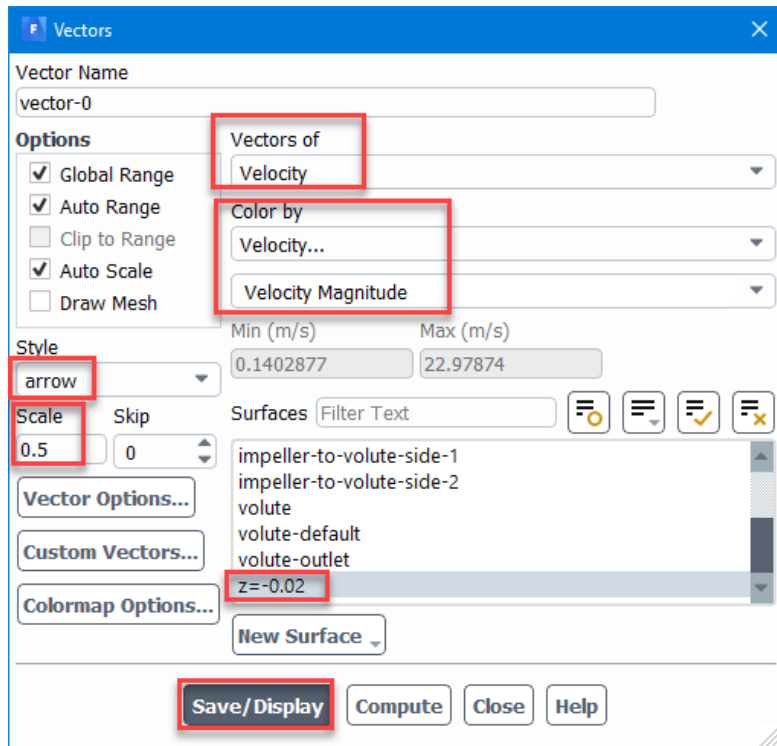 F Vectors
Vector Name
vector-0
Options
Global Range
Auto Range
Clip to Range
Auto Scale
Draw Mesh
Vectors of
Velocity
Color by
Velocity...
Velocity Magnitude
Min (m/s) Max (m/s)
0.1402877 22.97874
Style
arrow
Scale Skip
0.5 0
Vector Options...
Custom Vectors...
Colormap Options...
Surfaces Filter Text
impeller-to-volute-side-1
impeller-to-volute-side-2
volute
volute-default
volute-outlet
z=-0.02
New Surface
Save/Display Compute Close Help